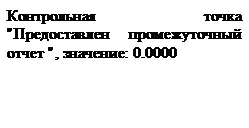 Контрольная точка
"Предоставлен промежуточный
отчет ", значение: 0.0000